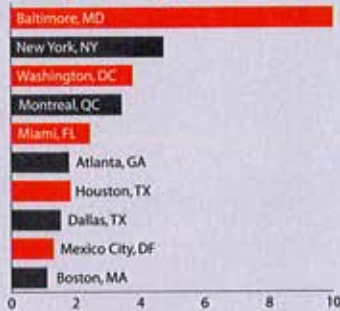 Baltimore, MD
New York, NY
Washington, DC
Montreal, QC
Miami, FL
Atlanta, GA
Houston, TX
Dallas, TX
Mexico City, DF
Boston, MA
0 2 4 6 8 10